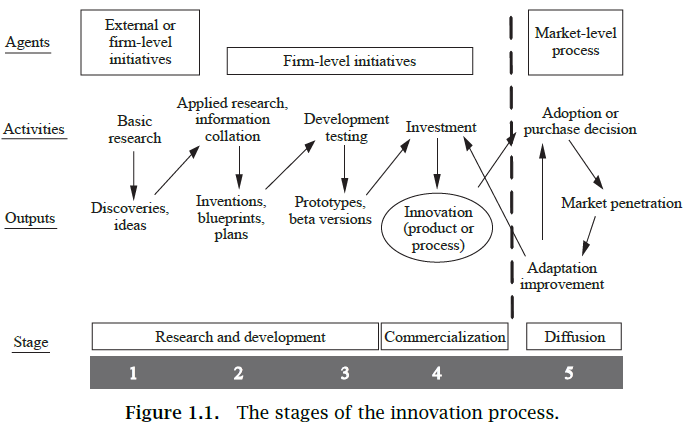 Agents
External or
firm-level
initiatives
Firm-level initiatives
Market-level
process
Activities
Basic
research
Applied research,
information
collation
Development
testing
Investment
Adoption or
purchase decision
Outputs
Discoveries,
ideas
Inventions,
blueprints,
plans
Prototypes,
beta versions
Innovation
(product or
process)
Market penetration
Adaptation
improvement
Stage
Research and development
Commercialization
Diffusion
1 2 3 4 5
Figure 1.1. The stages of the innovation process.